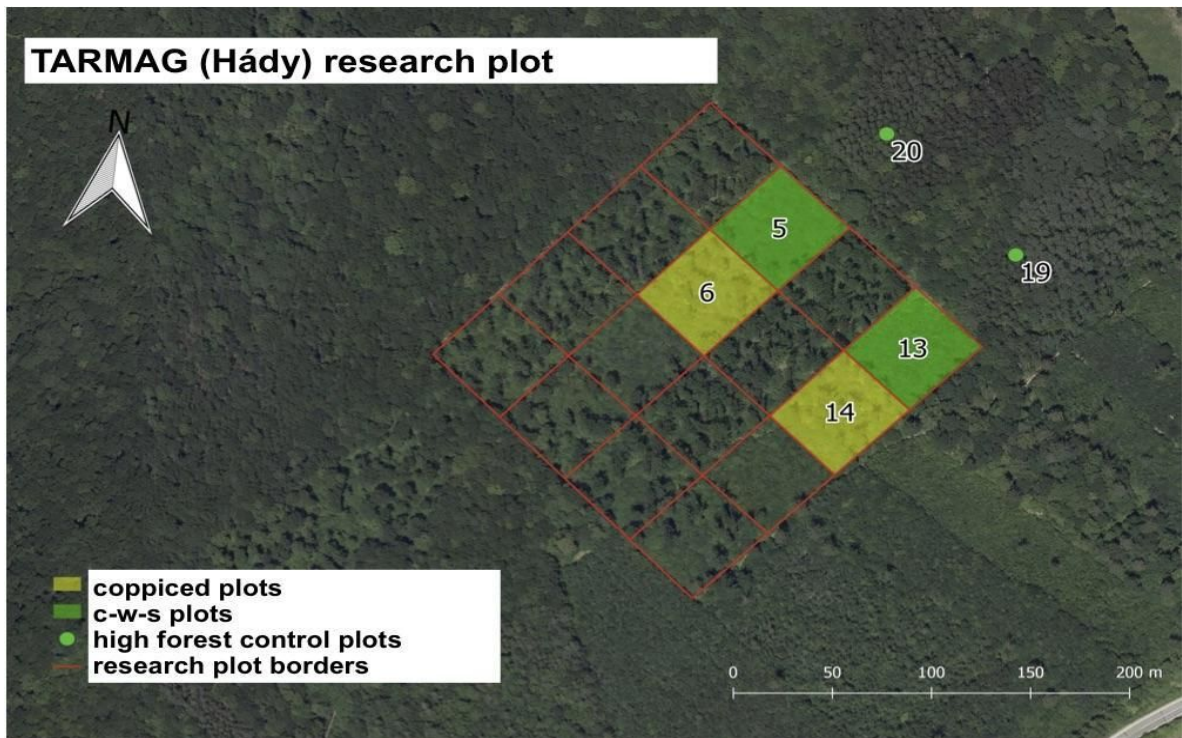 TARMAG (Hády) research plot
N
20
5
19
6
13
14
coppiced plots
c-w-s plots
high forest control plots
research plot borders
0 50 100 150 200 m